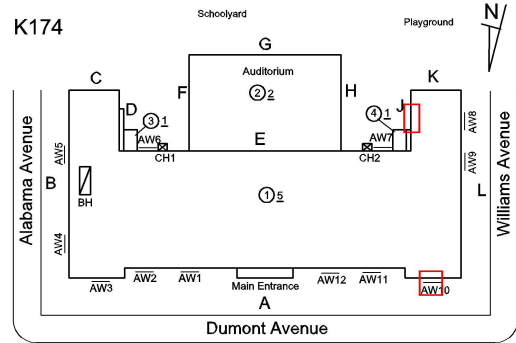 K174
Schoolyard
Playground
N
C
G
K
Auditorium
D
F
② 2
H
J
③ 1
④ 1
AW6
AW7
AW8
CH1
E
CH2
AW5
AW9
Alabama Avenue
B
BH
① 5
L
Williams Avenue
AW4
AW3
AW2
AW1
Main Entrance
AW12
AW11
AW10
A
Dumont Avenue